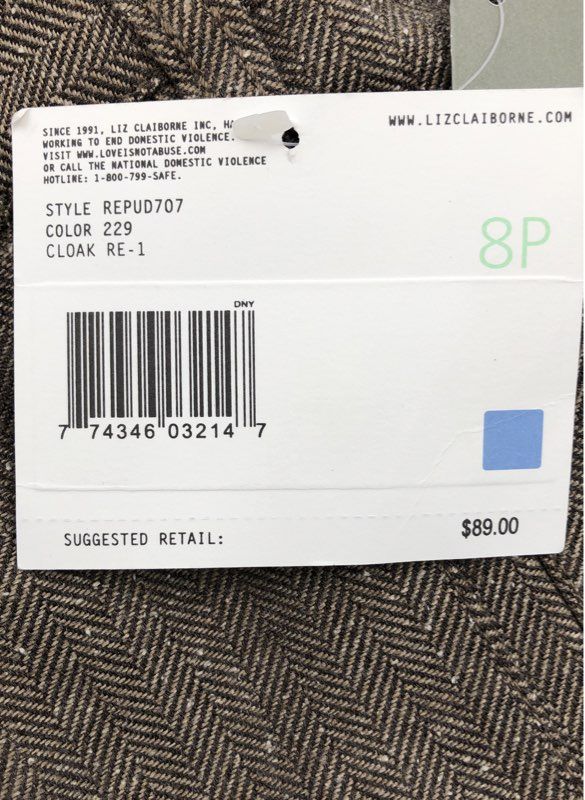 SINCE 1991, LIZ CLAIBORNE INC, HA
WORKING TO END DOMESTIC VIOLENCE.
VISIT WWW.LOVEISNOTABUSE.COM
OR CALL THE NATIONAL DOMESTIC VIOLENCE
HOTLINE: 1-800-799-SAFE.
WWW.LIZCLAIBORNE.COM
STYLE REPUD707
COLOR 229
CLOAK RE-1
8P
DNY
7 74346 03214 7
SUGGESTED RETAIL: $89.00